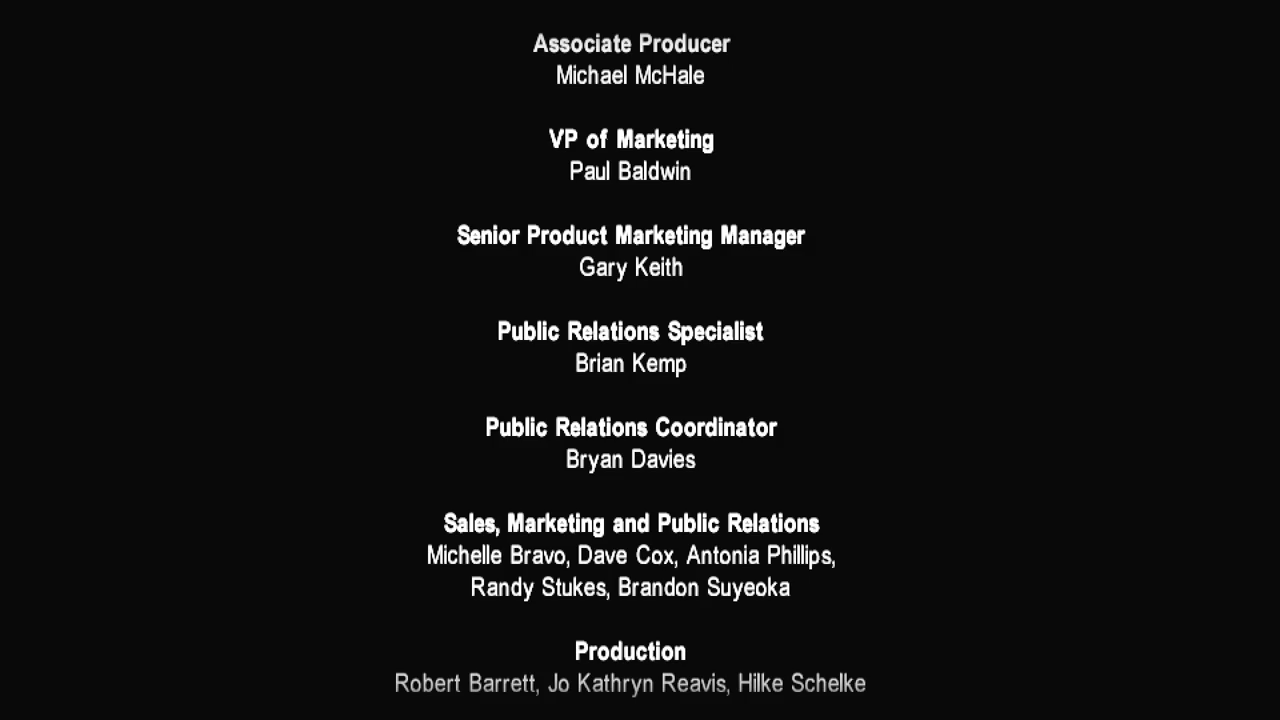 Associate Producer
Michael McHale
VP of Marketing
Paul Baldwin
Senior Product Marketing Manager
Gary Keith
Public Relations Specialist
Brian Kemp
Public Relations Coordinator
Bryan Davies
Sales, Marketing and Public Relations
Michelle Bravo, Dave Cox, Antonia Phillips,
Randy Stukes, Brandon Suyeoka
Production
Robert Barrett, Jo Kathryn Reavis, Hilke Schelke